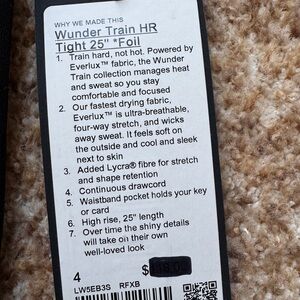 WHY WE MADE THIS
Wunder Train HR
Tight 25" *Foil
1. Train hard, not hot. Powered by
Everlux™ fabric, the Wunder
Train collection manages heat
and sweat so you stay
comfortable and focused
2. Our fastest drying fabric,
Everlux™ is ultra-breathable,
four-way stretch, and wicks
away sweat. It feels soft on
the outside and cool and sleek
next to skin
3. Added Lycra® fibre for stretch
and shape retention
4. Continuous drawcord
5. Waistband pocket holds your key
or card
6. High rise, 25" length
7. Over time the shiny details
will take on their own
well-loved look
4
$
LW5EB3S RFXB